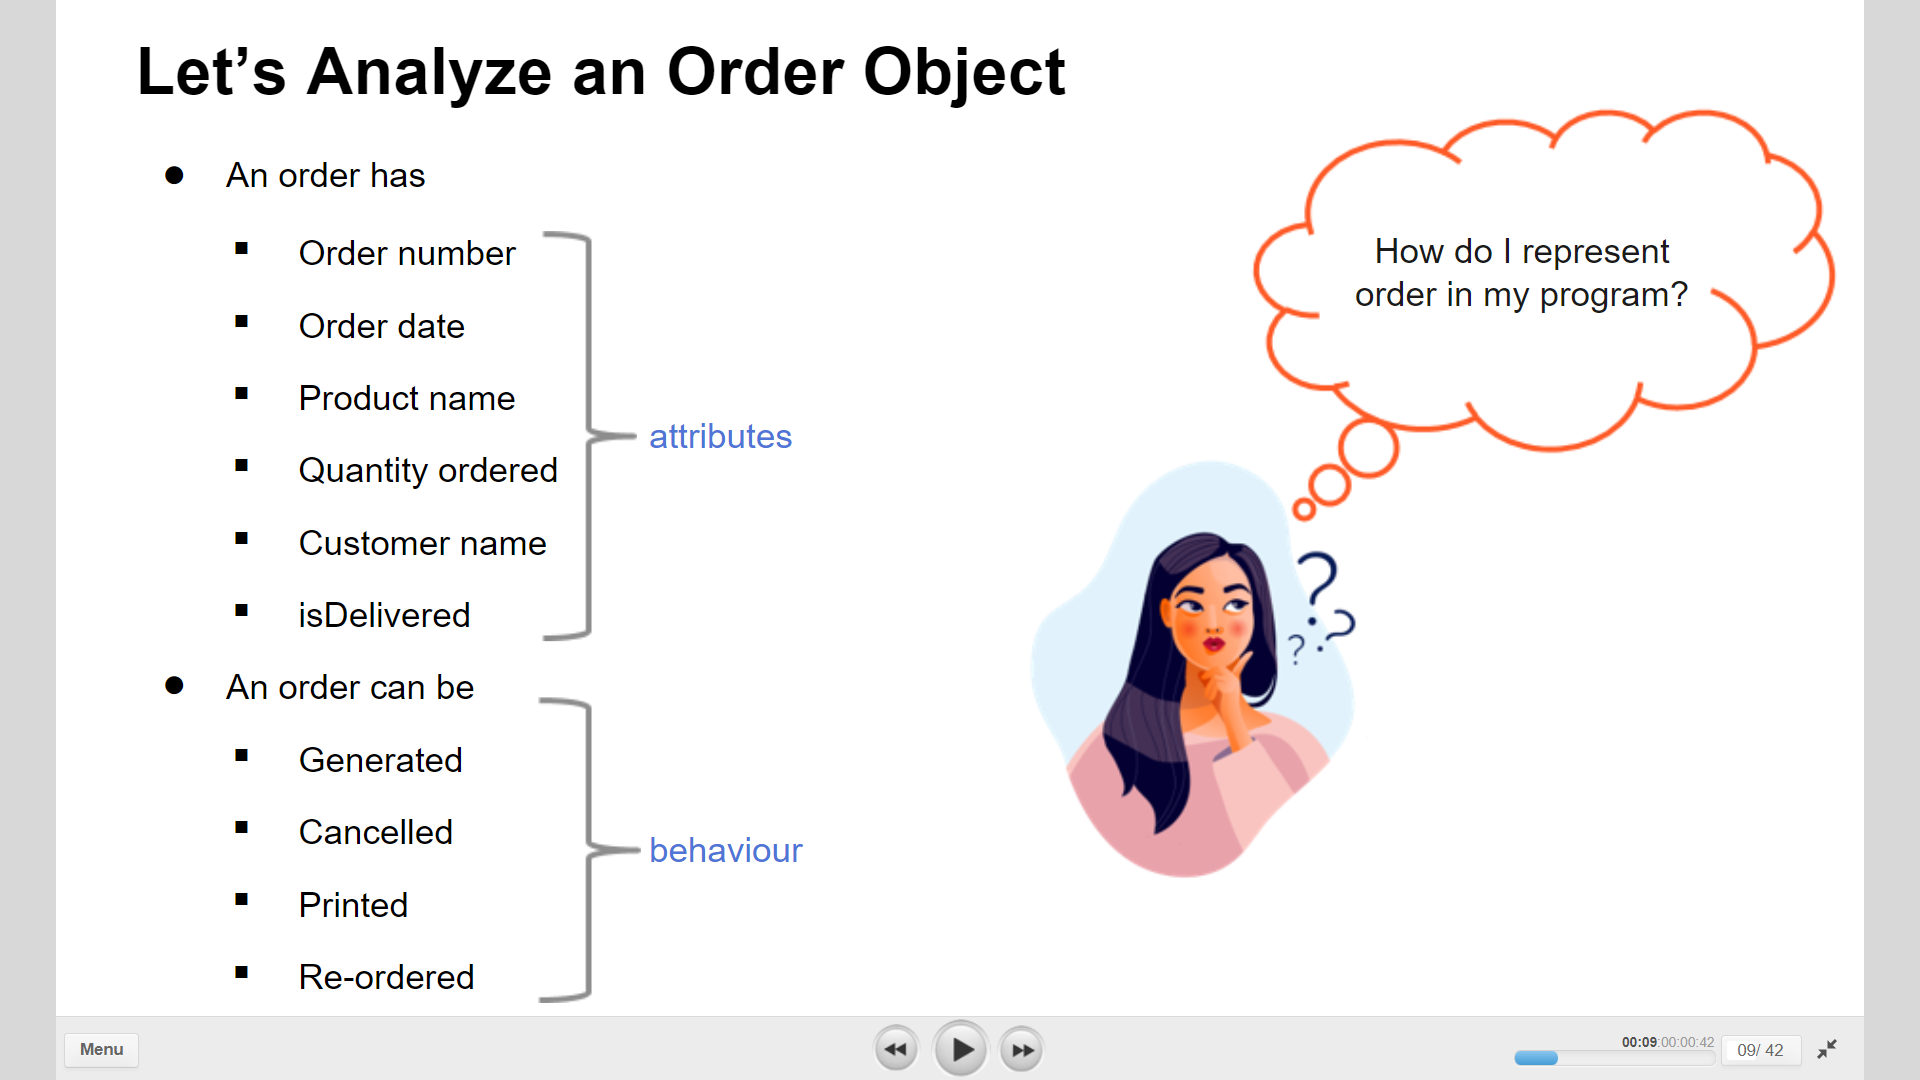 Let’s Analyze an Order Object
● An order has
▪ Order number
▪ Order date
▪ Product name
▪ Quantity ordered
▪ Customer name
▪ isDelivered
attributes
● An order can be
▪ Generated
▪ Cancelled
▪ Printed
▪ Re-ordered
behaviour
How do I represent
order in my program?
?
?
?
Menu
00:09:00:00:42
09/ 42